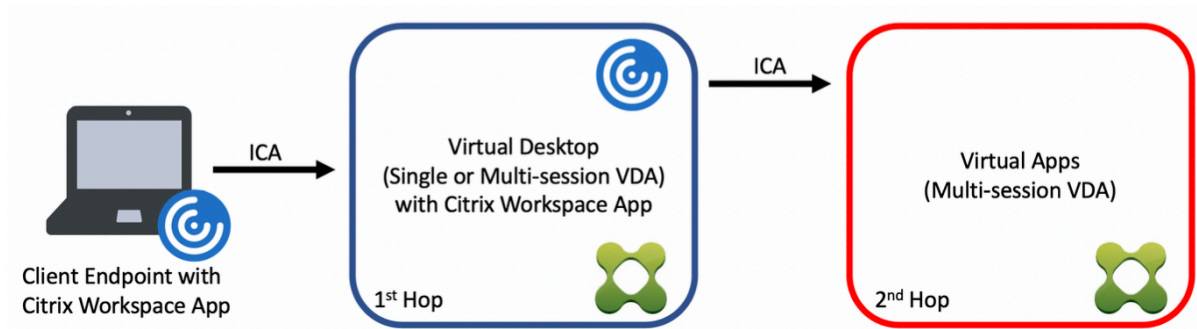 ICA
Client Endpoint with
Citrix Workspace App
Virtual Desktop
(Single or Multi-session VDA)
with Citrix Workspace App
1st Hop
ICA
Virtual Apps
(Multi-session VDA)
2nd Hop